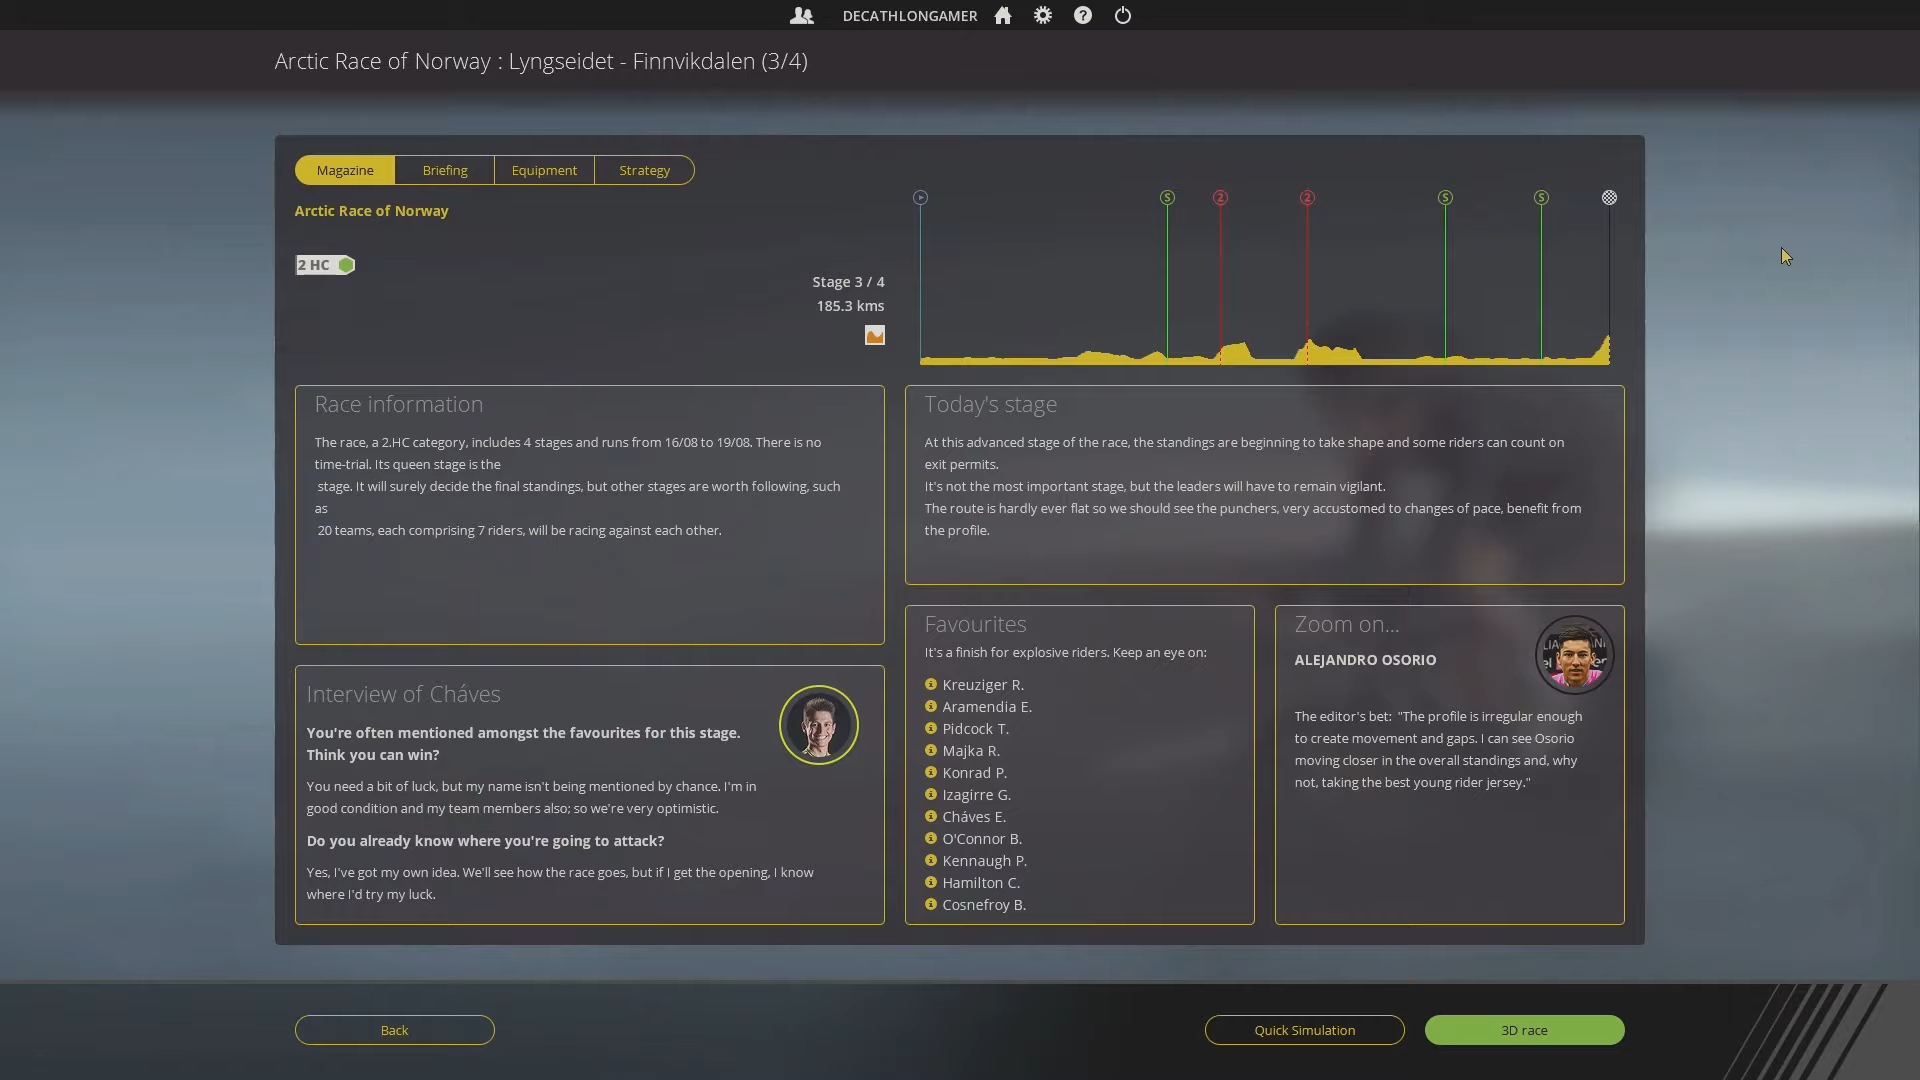 DECATHLONGAMER
Arctic Race of Norway : Lyngseidet - Finnvikdalen (3/4)
Magazine Briefing Equipment Strategy
Arctic Race of Norway
2 HC
Stage 3 / 4
185.3 kms
S 2 2 S S
Race information
The race, a 2.HC category, includes 4 stages and runs from 16/08 to 19/08. There is no
time-trial. Its queen stage is the
stage. It will surely decide the final standings, but other stages are worth following, such
as
20 teams, each comprising 7 riders, will be racing against each other.
Today's stage
At this advanced stage of the race, the standings are beginning to take shape and some riders can count on
exit permits.
It's not the most important stage, but the leaders will have to remain vigilant.
The route is hardly ever flat so we should see the punchers, very accustomed to changes of pace, benefit from
the profile.
Interview of Cháves
You're often mentioned amongst the favourites for this stage.
Think you can win?
You need a bit of luck, but my name isn't being mentioned by chance. I'm in
good condition and my team members also; so we're very optimistic.
Do you already know where you're going to attack?
Yes, I've got my own idea. We'll see how the race goes, but if I get the opening, I know
where I'd try my luck.
Favourites
It's a finish for explosive riders. Keep an eye on:
Kreuziger R.
Aramendia E.
Pidcock T.
Majka R.
Konrad P.
Izagirre G.
Cháves E.
O'Connor B.
Kennaugh P.
Hamilton C.
Cosnefroy B.
Zoom on...
ALEJANDRO OSORIO
The editor's bet: "The profile is irregular enough
to create movement and gaps. I can see Osorio
moving closer in the overall standings and, why
not, taking the best young rider jersey."
Back
Quick Simulation
3D race